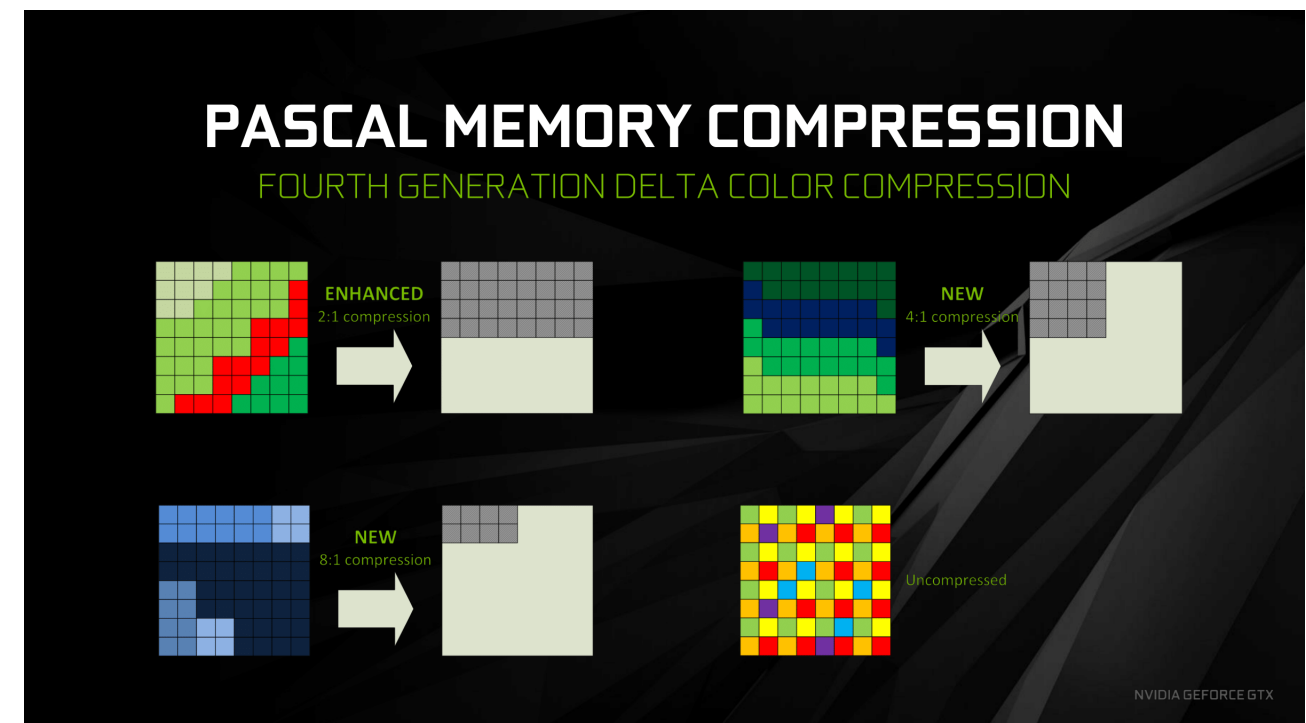 PASCAL MEMORY COMPRESSION
FOURTH GENERATION DELTA COLOR COMPRESSION
ENHANCED
2:1 compression
NEW
4:1 compression
NEW
8:1 compression
Uncompressed
NVIDIA GEFORCE GTX